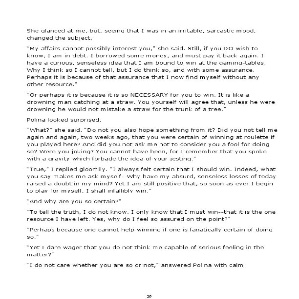 She glanced at me, but, seeing that I was in an irritable, sarcastic mood,
changed the subject.
"My affairs cannot possibly interest you," she said. Still, if you DO wish to
know, I am in debt. I borrowed some money, and must pay it back again. I
have a curious, senseless idea that I am bound to win at the gaming-tables.
Why I think so I cannot tell, but I do think so, and with some assurance.
Perhaps it is because of that assurance that I now find myself without any
other resource."
"Or perhaps it is because it is so NECESSARY for you to win. It is like a
drowning man catching at a straw. You yourself will agree that, unless he were
drowning he would not mistake a straw for the trunk of a tree."
Polina looked surprised.
"What?" she said. "Do not you also hope something from it? Did you not tell me
again and again, two weeks ago, that you were certain of winning at roulette if
you played here? And did you not ask me not to consider you a fool for doing
so? Were you joking? You cannot have been, for I remember that you spoke
with a gravity which forbade the idea of your jesting."
"True," I replied gloomily. "I always felt certain that I should win. Indeed, what
you say makes me ask myself—Why have my absurd, senseless losses of today
raised a doubt in my mind? Yet I am still positive that, so soon as ever I begin
to play for myself, I shall infallibly win."
"And why are you so certain?"
"To tell the truth, I do not know. I only know that I must win—that it is the one
resource I have left. Yes, why do I feel so assured on the point?"
"Perhaps because one cannot help winning if one is fanatically certain of doing
so."
"Yet I dare wager that you do not think me capable of serious feeling in the
matter?"
"I do not care whether you are so or not," answered Polina with calm